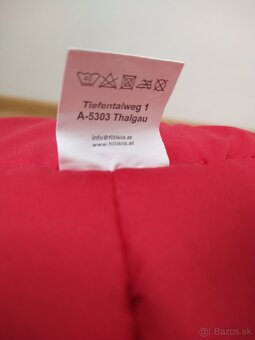 Tiefentalweg 1
A-5303 Thalgau
info@fillikid.at
www.fillikid.at
© Bazos.sk